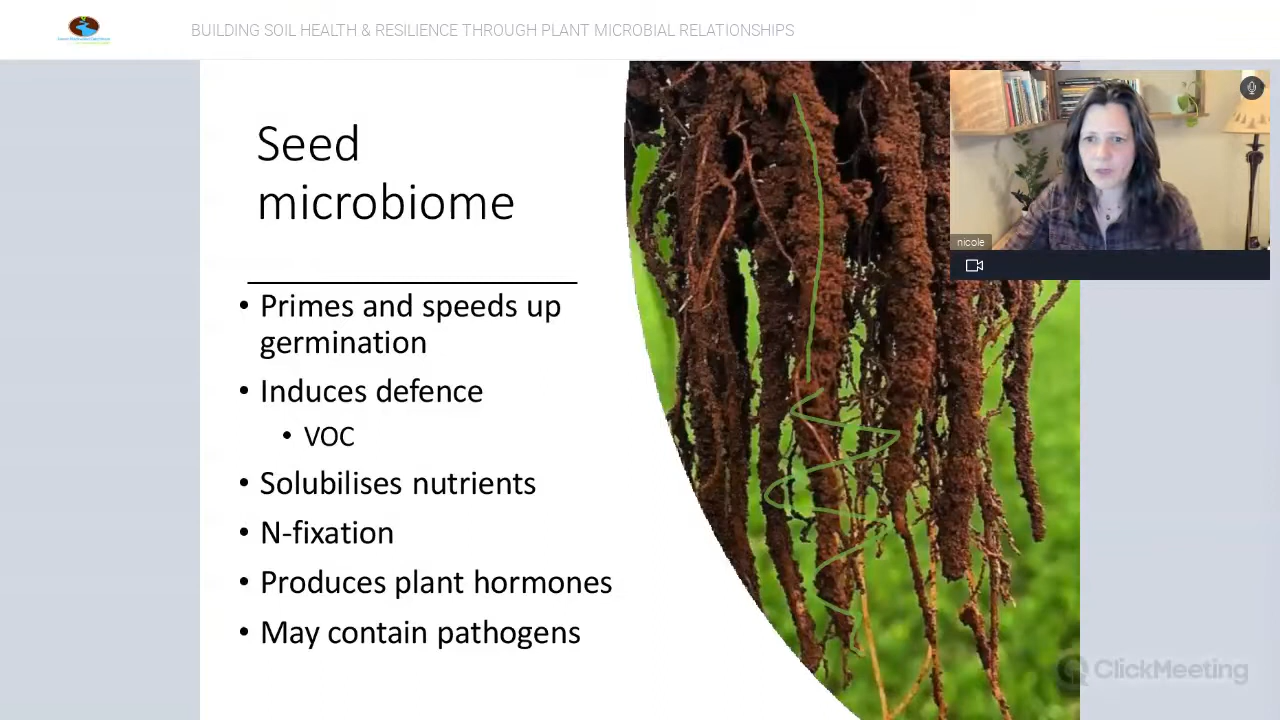 BUILDING SOIL HEALTH & RESILIENCE THROUGH PLANT MICROBIAL RELATIONSHIPS
Seed
microbiome
• Primes and speeds up
germination
• Induces defence
• VOC
• Solubilises nutrients
• N-fixation
• Produces plant hormones
• May contain pathogens
nicole
ClickMeeting